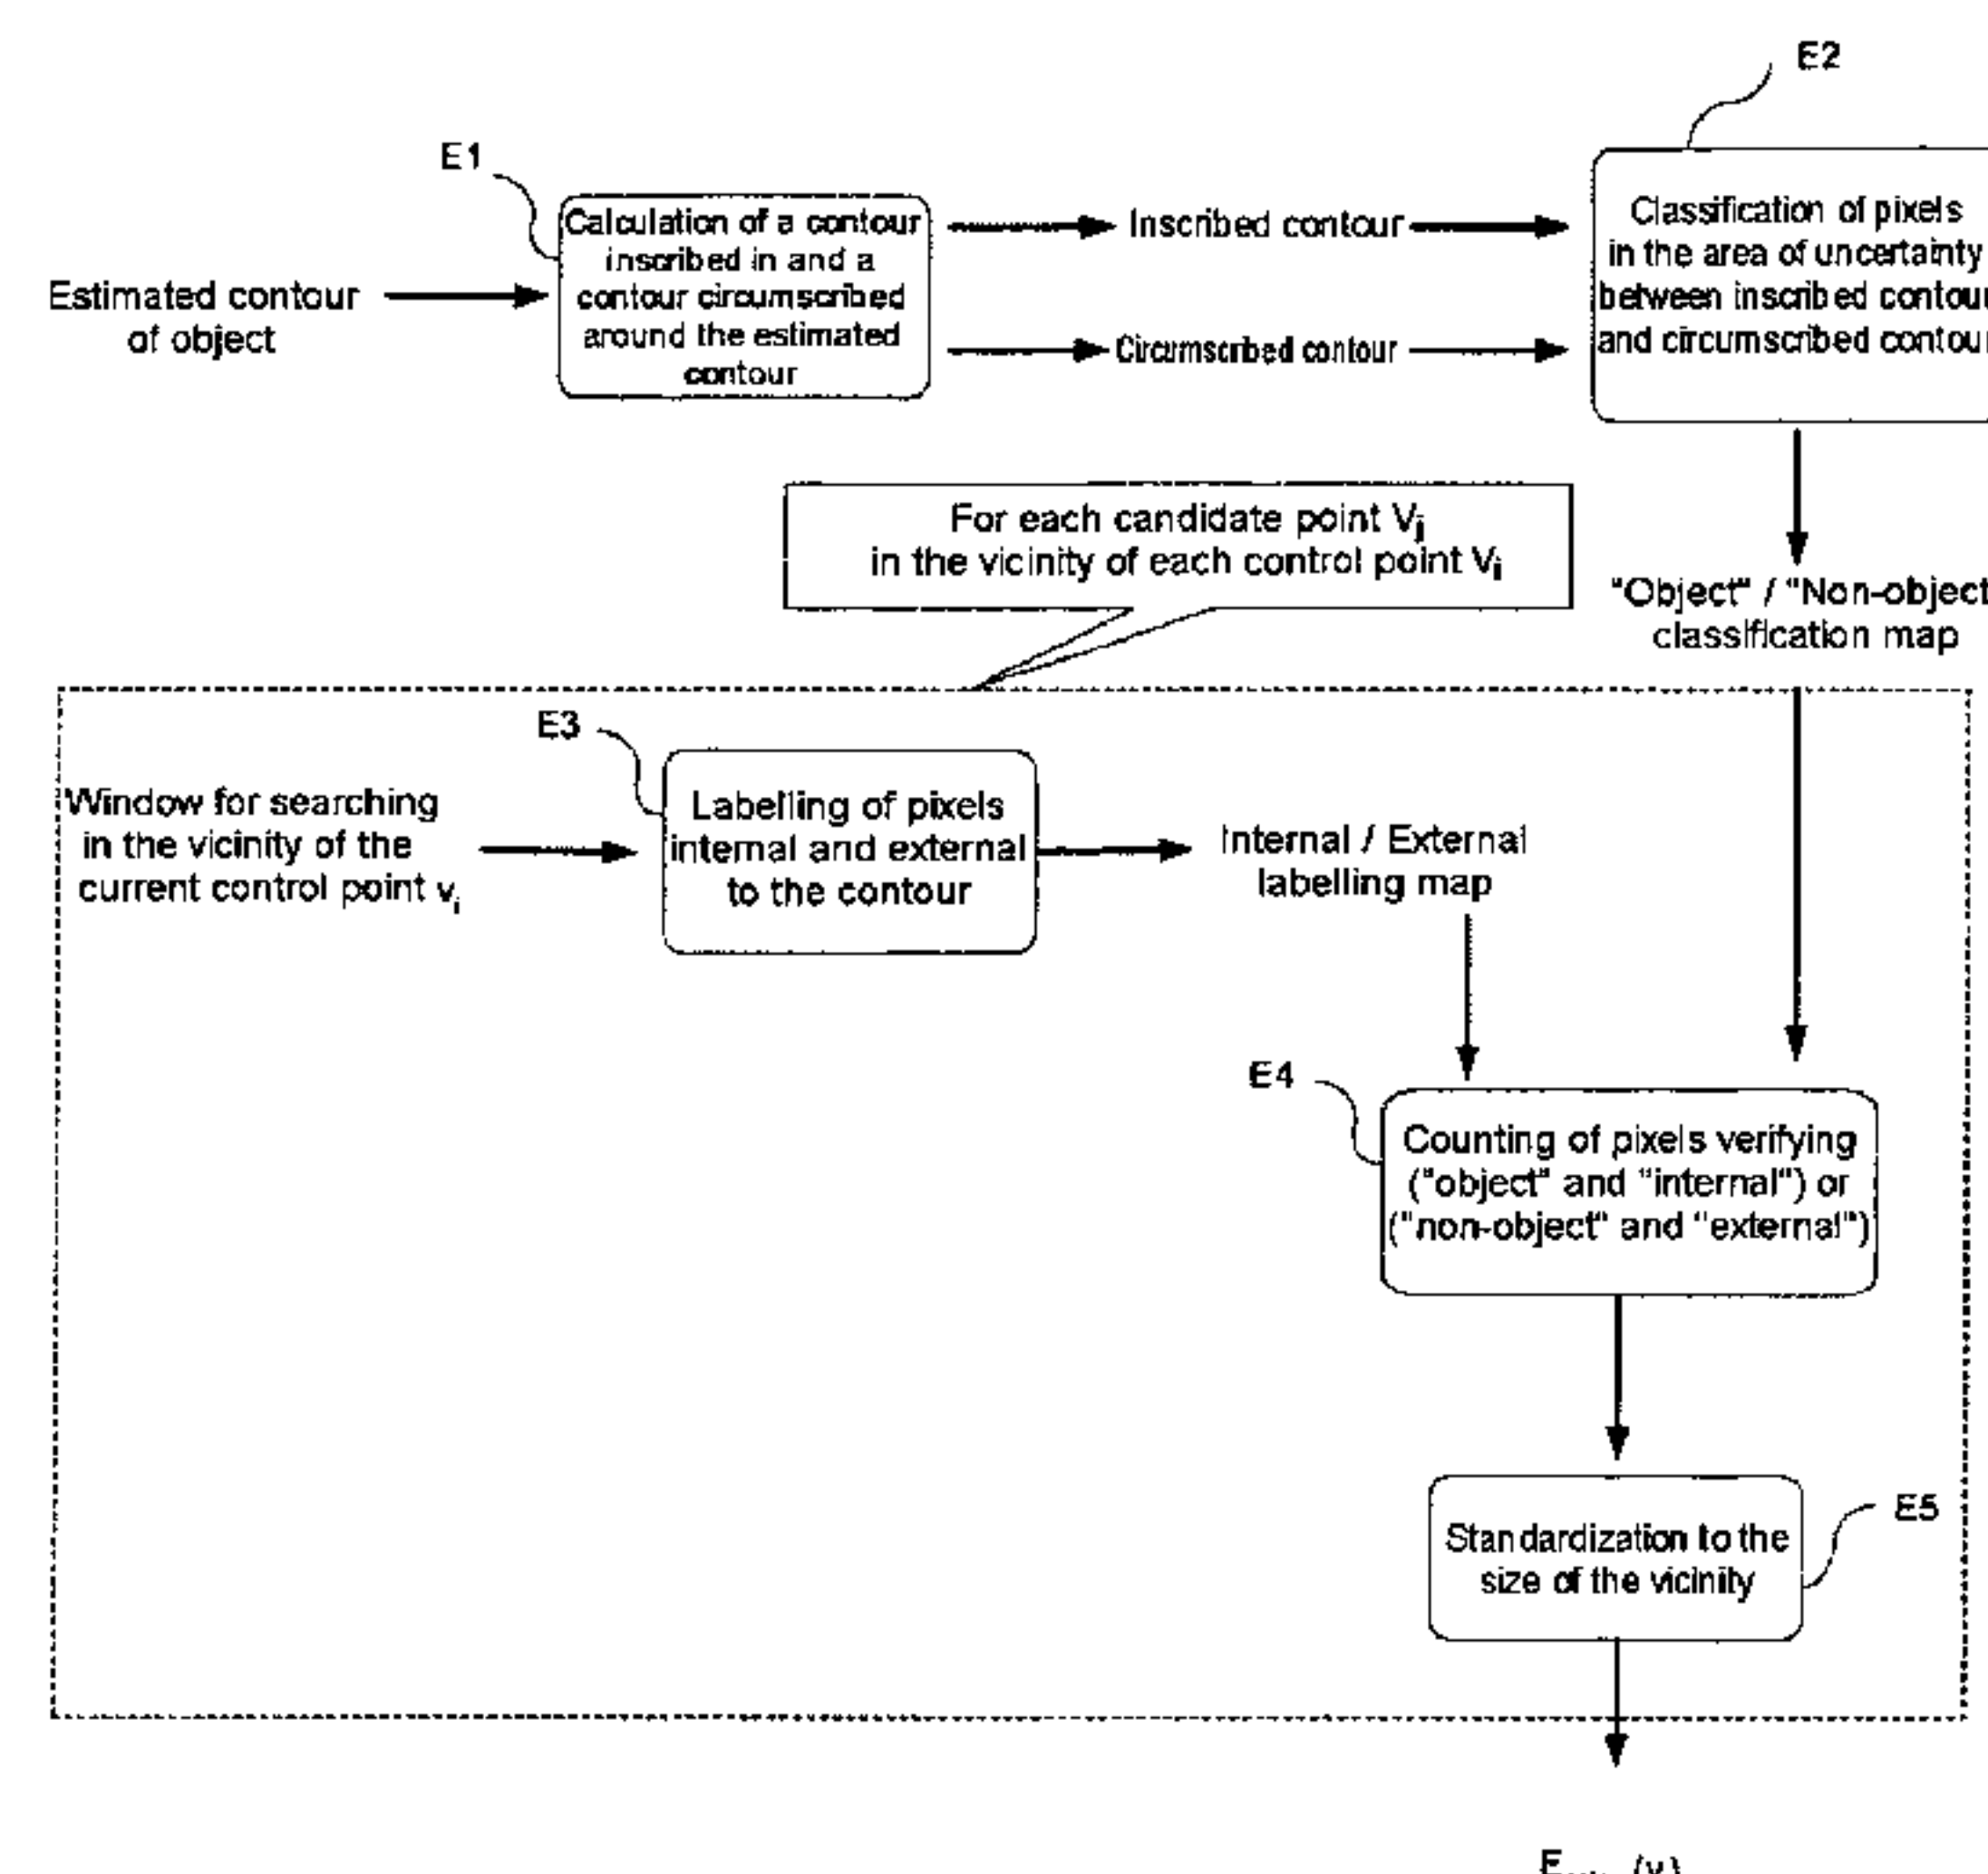 E2
E1
Calculation of a contour
inscribed in and a
contour circumscribed
around the estimated
contour
Estimated contour
of object
Inscribed contour
Circumscribed contour
Classification of pixels
in the area of uncertainty
between inscribed contour
and circumscribed contour
For each candidate point Vj
in the vicinity of each control point Vi
"Object" / "Non-object
classification map
E3
Window for searching
in the vicinity of the
current control point vi
Labelling of pixels
internal and external
to the contour
Internal / External
labelling map
E4
Counting of pixels verifying
("object" and "internal") or
("non-object" and "external")
E5
Standardization to the
size of the vicinity